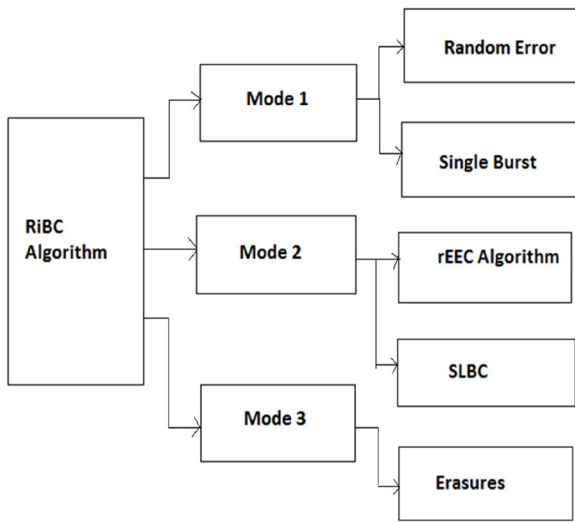 RiBC
Algorithm
Mode 1
Random Error
Single Burst
Mode 2
rEEC Algorithm
SLBC
Mode 3
Erasures